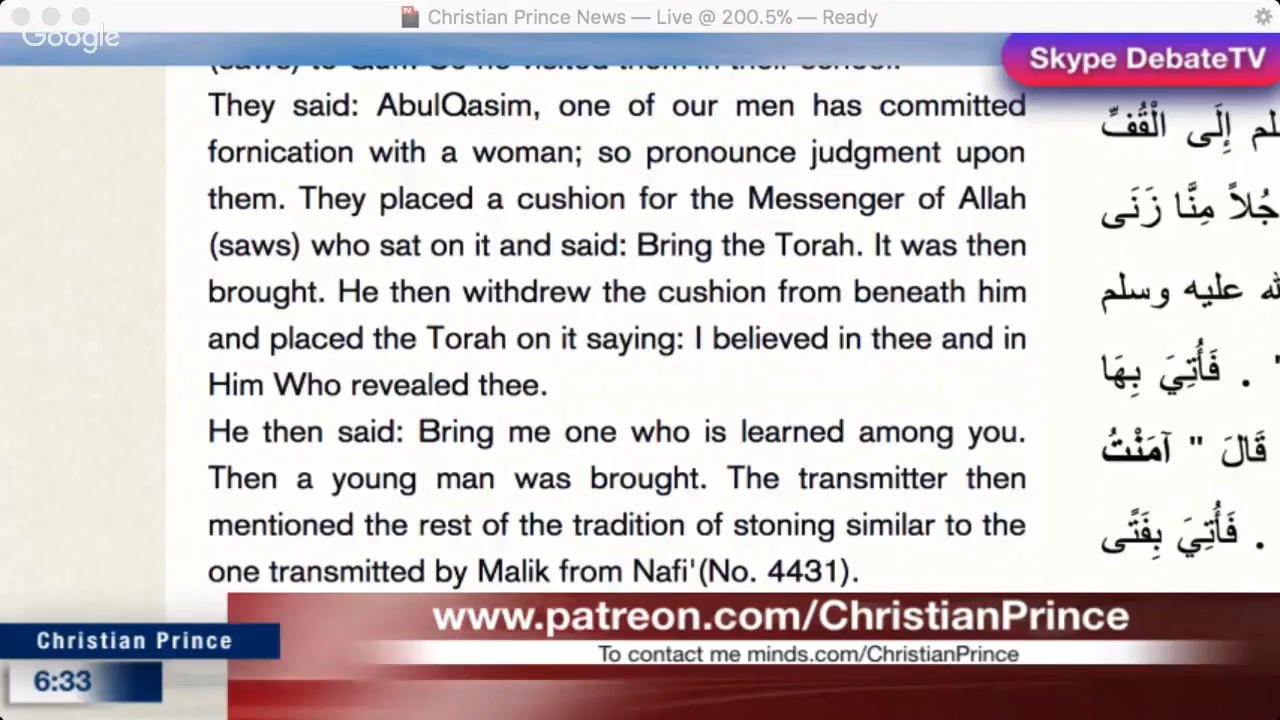 Christian Prince News — Live @ 200.5% — Ready
Google
Skype DebateTV
They said: AbulQasim, one of our men has committed
fornication with a woman; so pronounce judgment upon
them. They placed a cushion for the Messenger of Allah
(saws) who sat on it and said: Bring the Torah. It was then
brought. He then withdrew the cushion from beneath him
and placed the Torah on it saying: I believed in thee and in
Him Who revealed thee.
He then said: Bring me one who is learned among you.
Then a young man was brought. The transmitter then
mentioned the rest of the tradition of stoning similar to the
one transmitted by Malik from Nafi'(No. 4431).
إِلَى الْقُفِّ
مِنَّا زَنَى
عليه وسلم
" . فَأُتِيَ بِهَا
قَالَ " آمَنْتُ
. فَأُتِيَ بِفَتًى
www.patreon.com/ChristianPrince
To contact me minds.com/ChristianPrince
Christian Prince
6:33